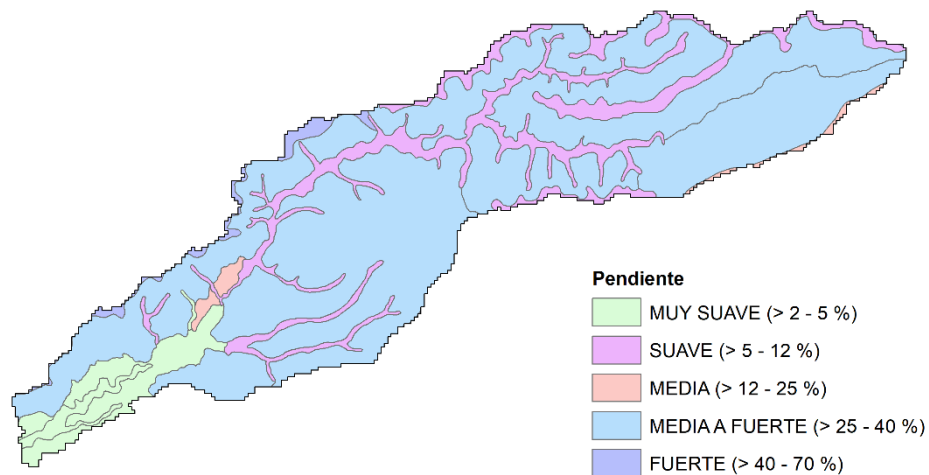 Pendiente
MUY SUAVE (> 2 - 5 %)
SUAVE (> 5 - 12 %)
MEDIA (> 12 - 25 %)
MEDIA A FUERTE (> 25 - 40 %)
FUERTE (> 40 - 70 %)